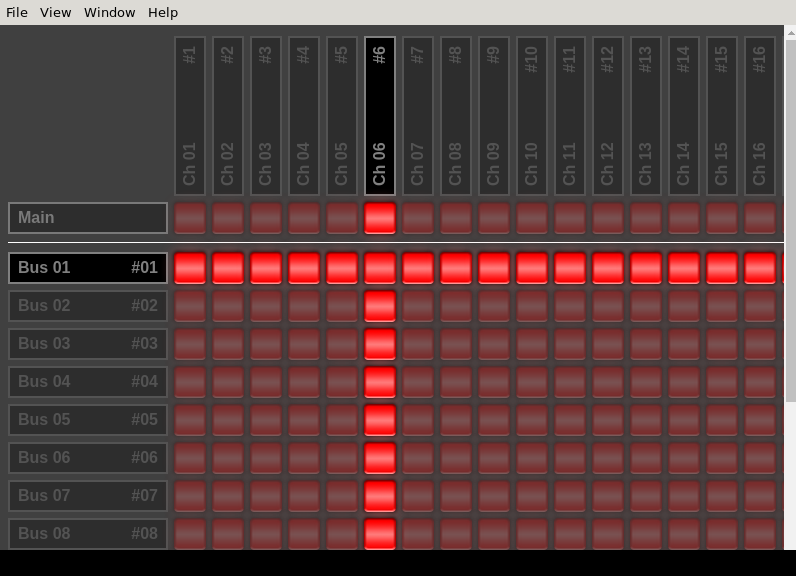 File View Window Help
#1 #2 #3 #4 #5 #6 #7 #8 #9 #10 #11 #12 #13 #14 #15 #16
Ch 01 Ch 02 Ch 03 Ch 04 Ch 05 Ch 06 Ch 07 Ch 08 Ch 09 Ch 10 Ch 11 Ch 12 Ch 13 Ch 14 Ch 15 Ch 16
Main
Bus 01 #01
Bus 02 #02
Bus 03 #03
Bus 04 #04
Bus 05 #05
Bus 06 #06
Bus 07 #07
Bus 08 #08